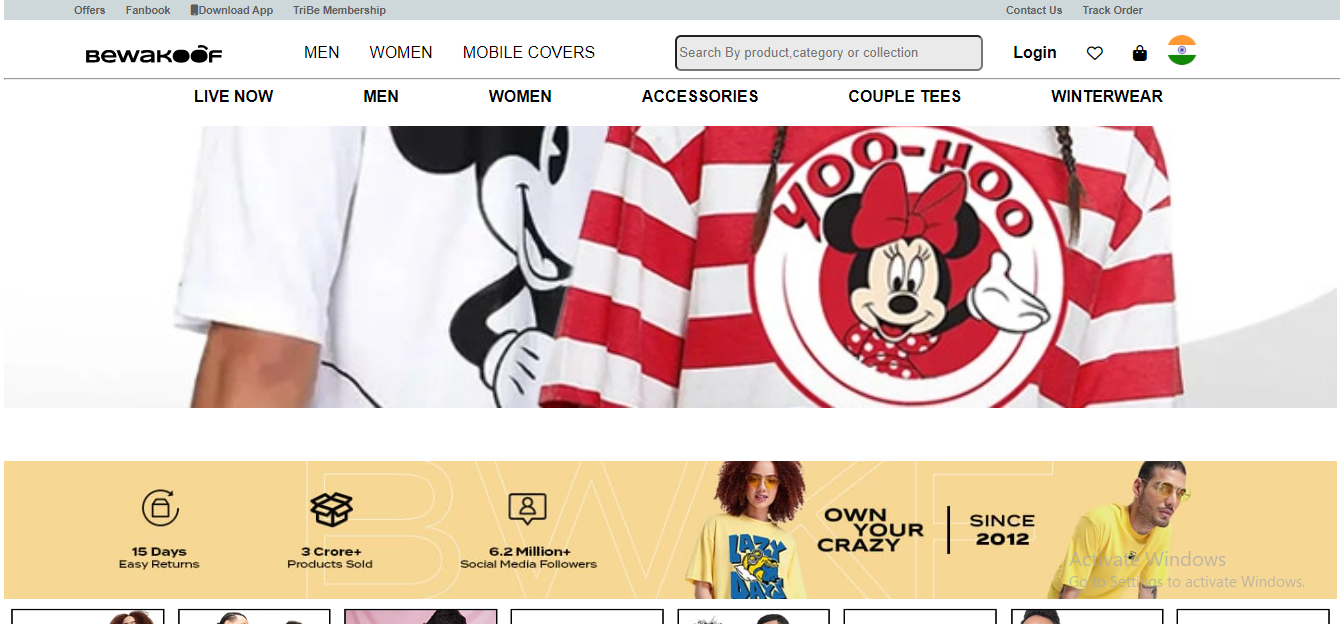 Offers Fanbook Download App TriBe Membership Contact Us Track Order
BEWAKOOF MEN WOMEN MOBILE COVERS Search By product,category or collection Login
LIVE NOW MEN WOMEN ACCESSORIES COUPLE TEES WINTERWEAR
YOO-HOO
15 Days
Easy Returns
3 Crore+
Products Sold
6.2 Million+
Social Media Followers
BWKF
LAZY
DAYS
OWN
YOUR
CRAZY
SINCE
2012
Activate Windows
Go to Settings to activate Windows.